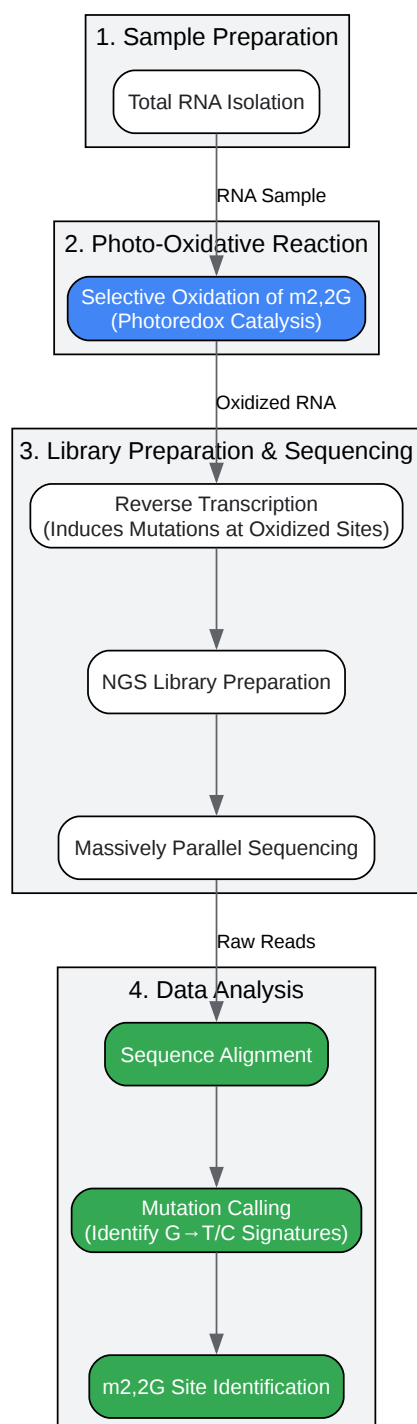 1. Sample Preparation
Total RNA Isolation
RNA Sample
2. Photo-Oxidative Reaction
Selective Oxidation of m2,2G
(Photoredox Catalysis)
Oxidized RNA
3. Library Preparation & Sequencing
Reverse Transcription
(Induces Mutations at Oxidized Sites)
NGS Library Preparation
Massively Parallel Sequencing
Raw Reads
4. Data Analysis
Sequence Alignment
Mutation Calling
(Identify G→T/C Signatures)
m2,2G Site Identification